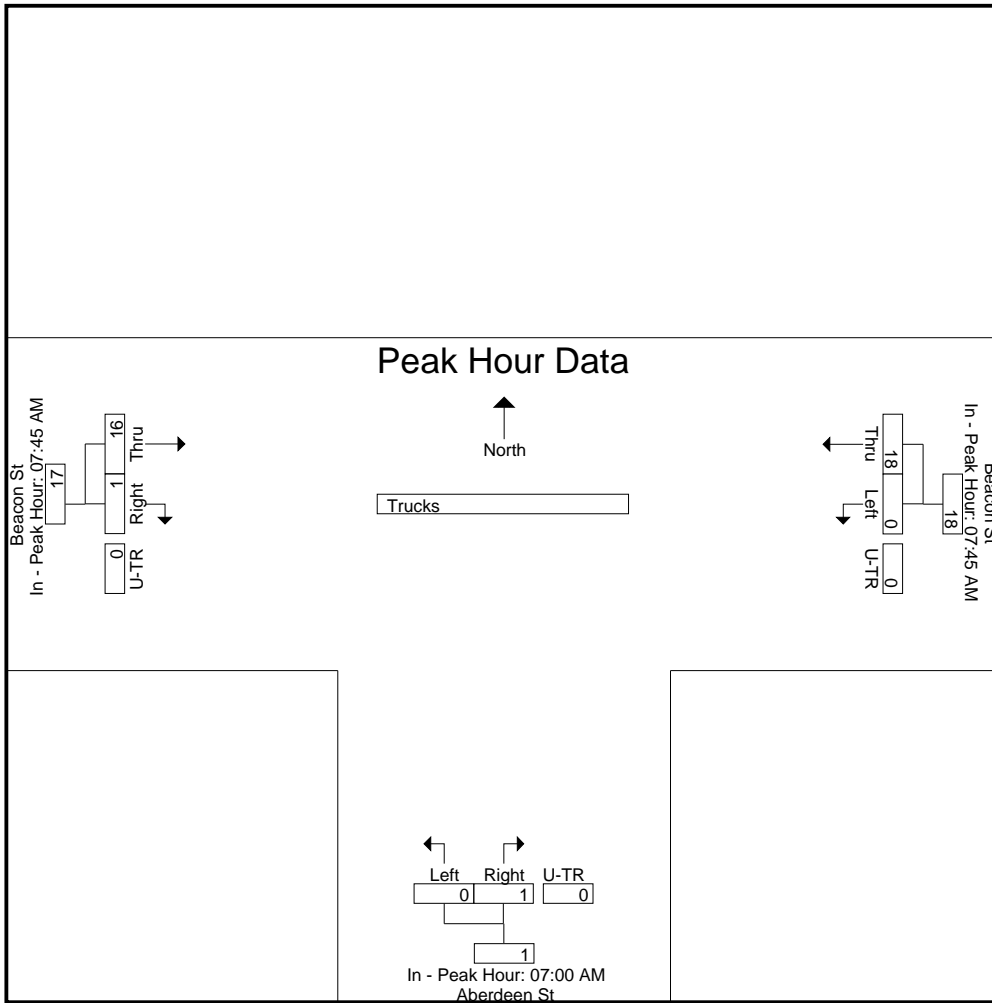 Peak Hour Data
North
Trucks
Beacon St
In - Peak Hour: 07:45 AM
17
16
Thru
1
Right
0
U-TR
Beacon St
In - Peak Hour: 07:45 AM
18
Thru
18
Left
0
U-TR
0
Left
Right
U-TR
0
1
0
1
In - Peak Hour: 07:00 AM
Aberdeen St